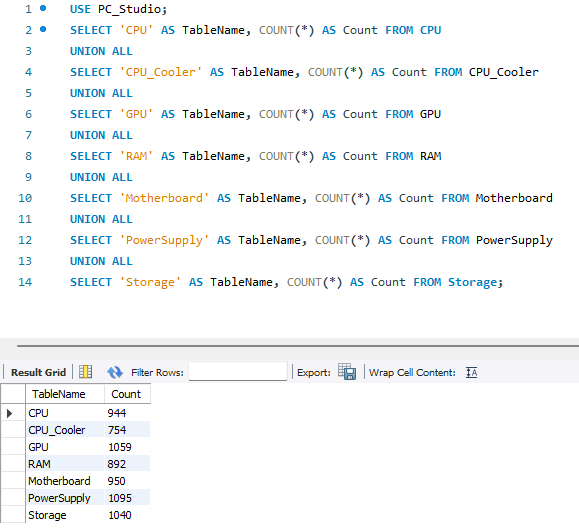 1 USE PC_Studio;
2 SELECT 'CPU' AS TableName, COUNT(*) AS Count FROM CPU
3 UNION ALL
4 SELECT 'CPU_Cooler' AS TableName, COUNT(*) AS Count FROM CPU_Cooler
5 UNION ALL
6 SELECT 'GPU' AS TableName, COUNT(*) AS Count FROM GPU
7 UNION ALL
8 SELECT 'RAM' AS TableName, COUNT(*) AS Count FROM RAM
9 UNION ALL
10 SELECT 'Motherboard' AS TableName, COUNT(*) AS Count FROM Motherboard
11 UNION ALL
12 SELECT 'PowerSupply' AS TableName, COUNT(*) AS Count FROM PowerSupply
13 UNION ALL
14 SELECT 'Storage' AS TableName, COUNT(*) AS Count FROM Storage;
Result Grid Filter Rows: Export: Wrap Cell Content: IA
TableName Count
CPU 944
CPU_Cooler 754
GPU 1059
RAM 892
Motherboard 950
PowerSupply 1095
Storage 1040